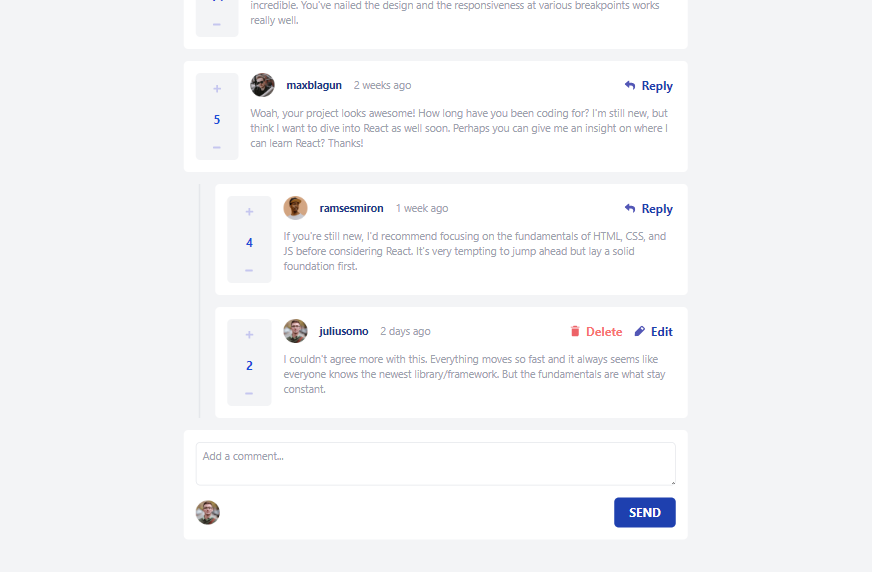 incredible. You've nailed the design and the responsiveness at various breakpoints works
really well.
–
+
maxblagun 2 weeks ago Reply
5
Woah, your project looks awesome! How long have you been coding for? I'm still new, but
think I want to dive into React as well soon. Perhaps you can give me an insight on where I
can learn React? Thanks!
–
+
ramsesmiron 1 week ago Reply
4
If you're still new, I'd recommend focusing on the fundamentals of HTML, CSS, and
JS before considering React. It's very tempting to jump ahead but lay a solid
foundation first.
–
+
juliusomo 2 days ago Delete Edit
2
I couldn't agree more with this. Everything moves so fast and it always seems like
everyone knows the newest library/framework. But the fundamentals are what stay
constant.
–
Add a comment...
SEND